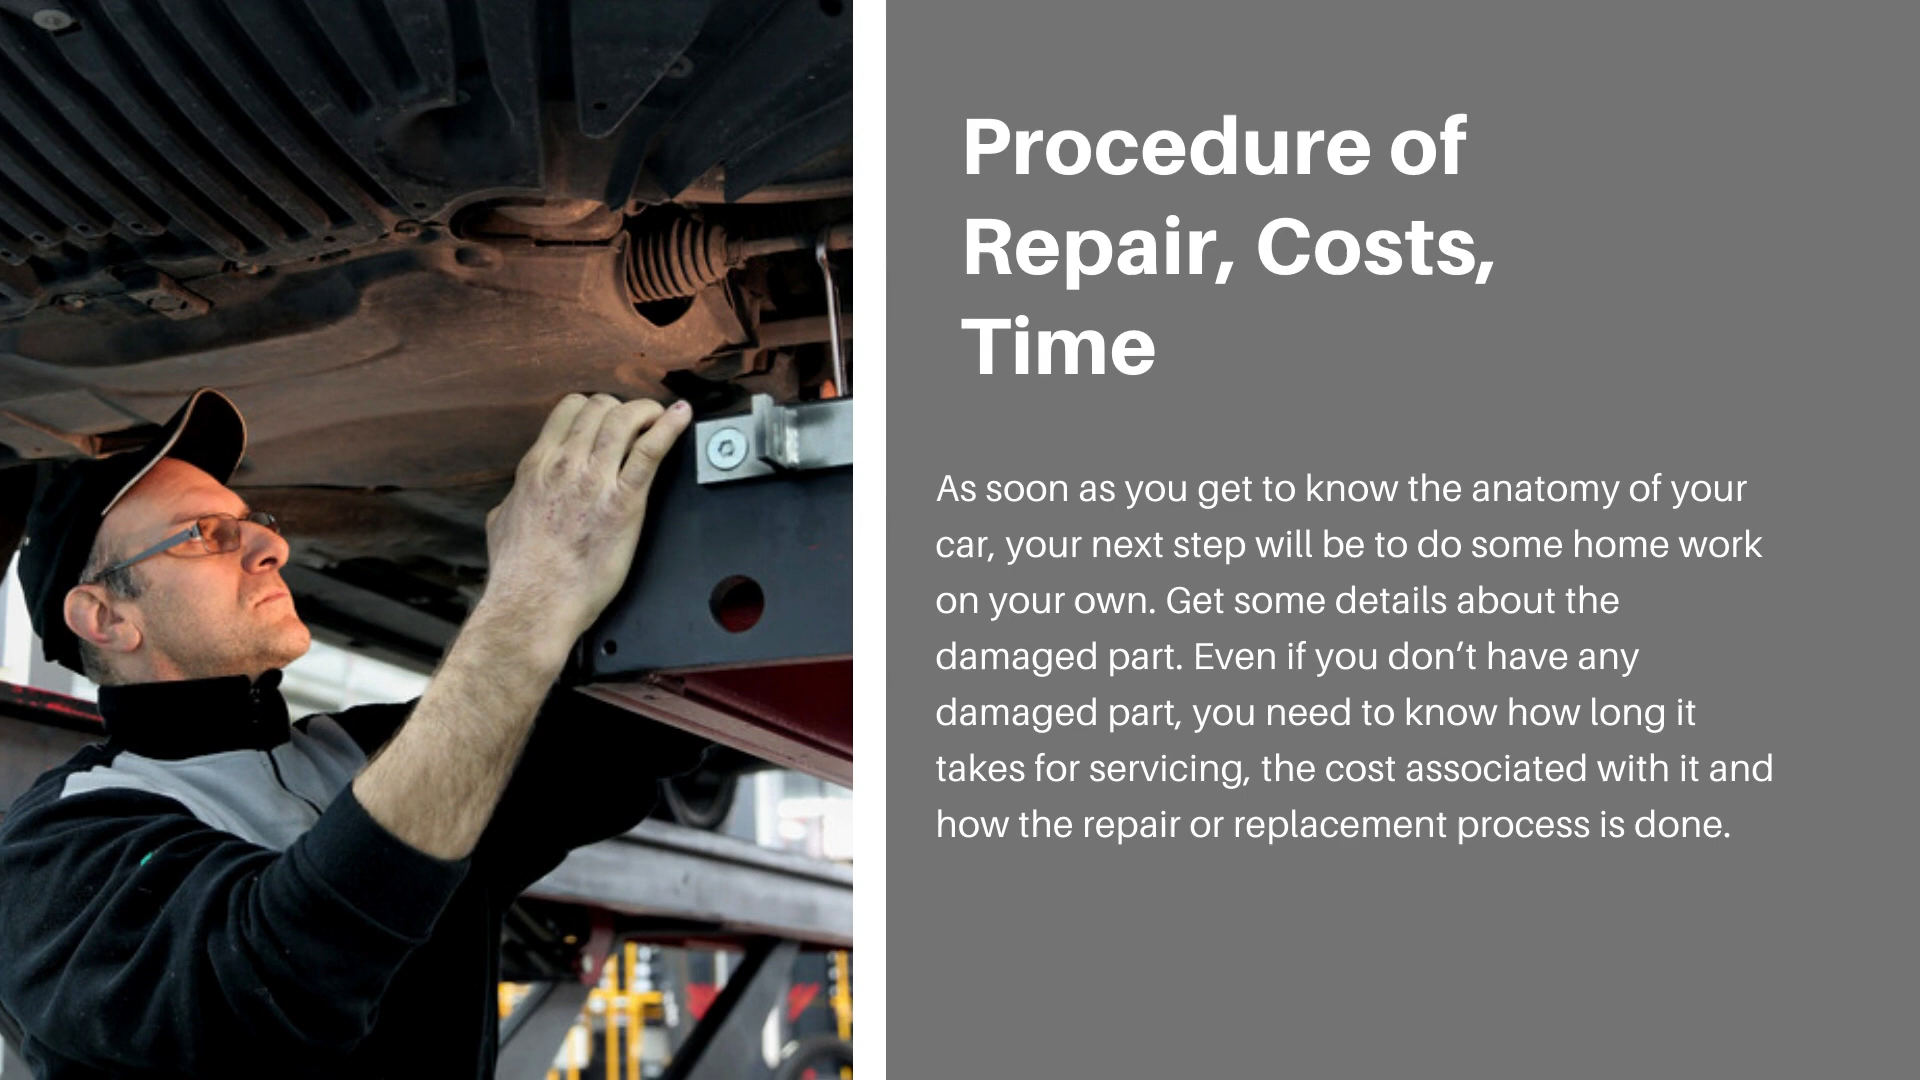 Procedure of
Repair, Costs,
Time
As soon as you get to know the anatomy of your
car, your next step will be to do some home work
on your own. Get some details about the
damaged part. Even if you don’t have any
damaged part, you need to know how long it
takes for servicing, the cost associated with it and
how the repair or replacement process is done.